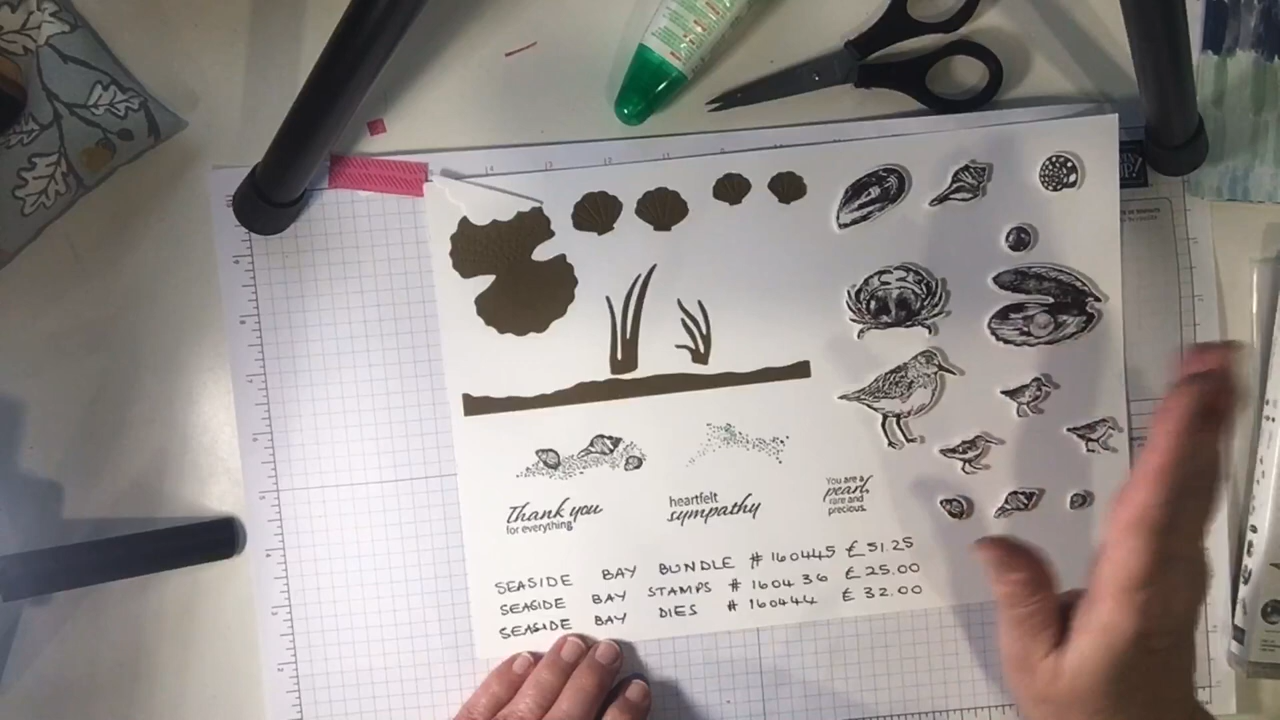 Thank you
for everything
heartfelt
sympathy
You are a
pearl,
rare and
precious.
SEASIDE BAY BUNDLE # 160445 £51.25
SEASIDE BAY STAMPS # 160436 £25.00
SEASIDE BAY DIES # 160444 £32.00